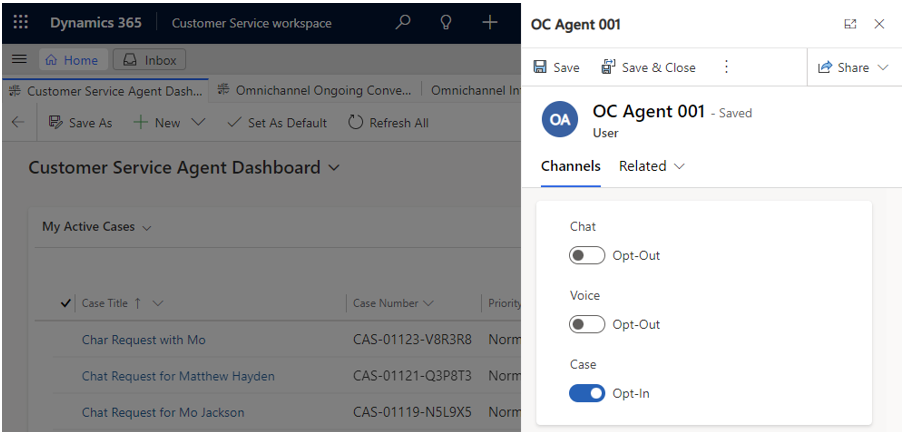 Dynamics 365
Customer Service workspace
Home
Inbox
Customer Service Agent Dash...
Omnichannel Ongoing Conve...
Omnichannel In
Save As
New
Set As Default
Refresh All
Customer Service Agent Dashboard
My Active Cases
Case Title
Case Number
Priority
Char Request with Mo
CAS-01123-V8R3R8
Norm
Chat Request for Matthew Hayden
CAS-01121-Q3P8T3
Norm
Chat Request for Mo Jackson
CAS-01119-N5L9X5
Norm
OC Agent 001
Save
Save & Close
Share
OA
OC Agent 001 - Saved
User
Channels
Related
Chat
Opt-Out
Voice
Opt-Out
Case
Opt-In